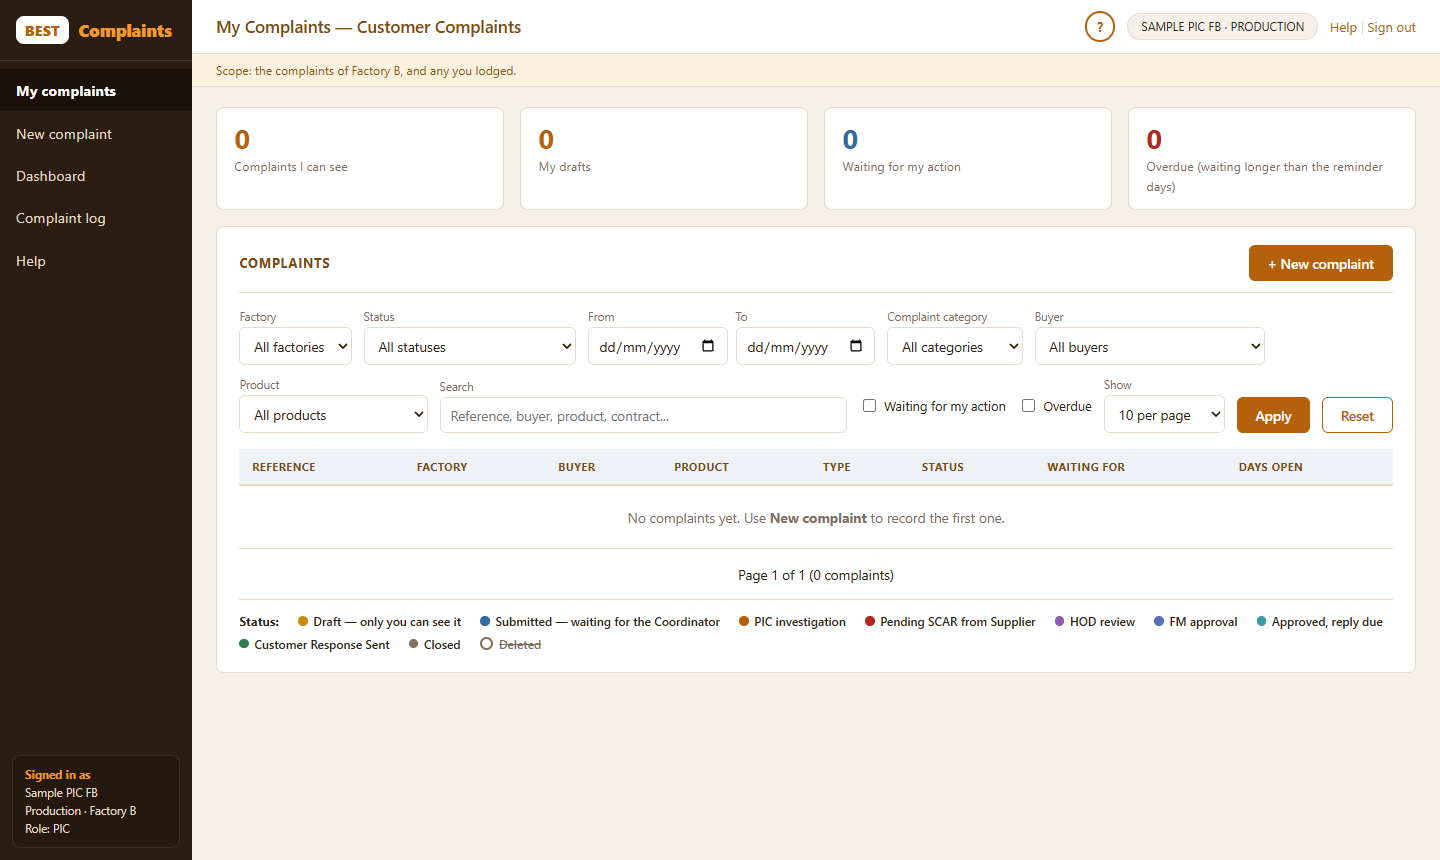 BEST Complaints
My complaints
New complaint
Dashboard
Complaint log
Help
Signed in as
Sample PIC FB
Production · Factory B
Role: PIC
My Complaints — Customer Complaints
?
SAMPLE PIC FB · PRODUCTION
Help | Sign out
Scope: the complaints of Factory B, and any you lodged.
0
Complaints I can see
0
My drafts
0
Waiting for my action
0
Overdue (waiting longer than the reminder
days)
COMPLAINTS
+ New complaint
Factory
All factories
Status
All statuses
From
dd/mm/yyyy
To
dd/mm/yyyy
Complaint category
All categories
Buyer
All buyers
Product
All products
Search
Reference, buyer, product, contract...
Waiting for my action
Overdue
Show
10 per page
Apply
Reset
REFERENCE FACTORY BUYER PRODUCT TYPE STATUS WAITING FOR DAYS OPEN
No complaints yet. Use New complaint to record the first one.
Page 1 of 1 (0 complaints)
Status: Draft — only you can see it Submitted — waiting for the Coordinator PIC investigation Pending SCAR from Supplier HOD review FM approval Approved, reply due
Customer Response Sent Closed Deleted